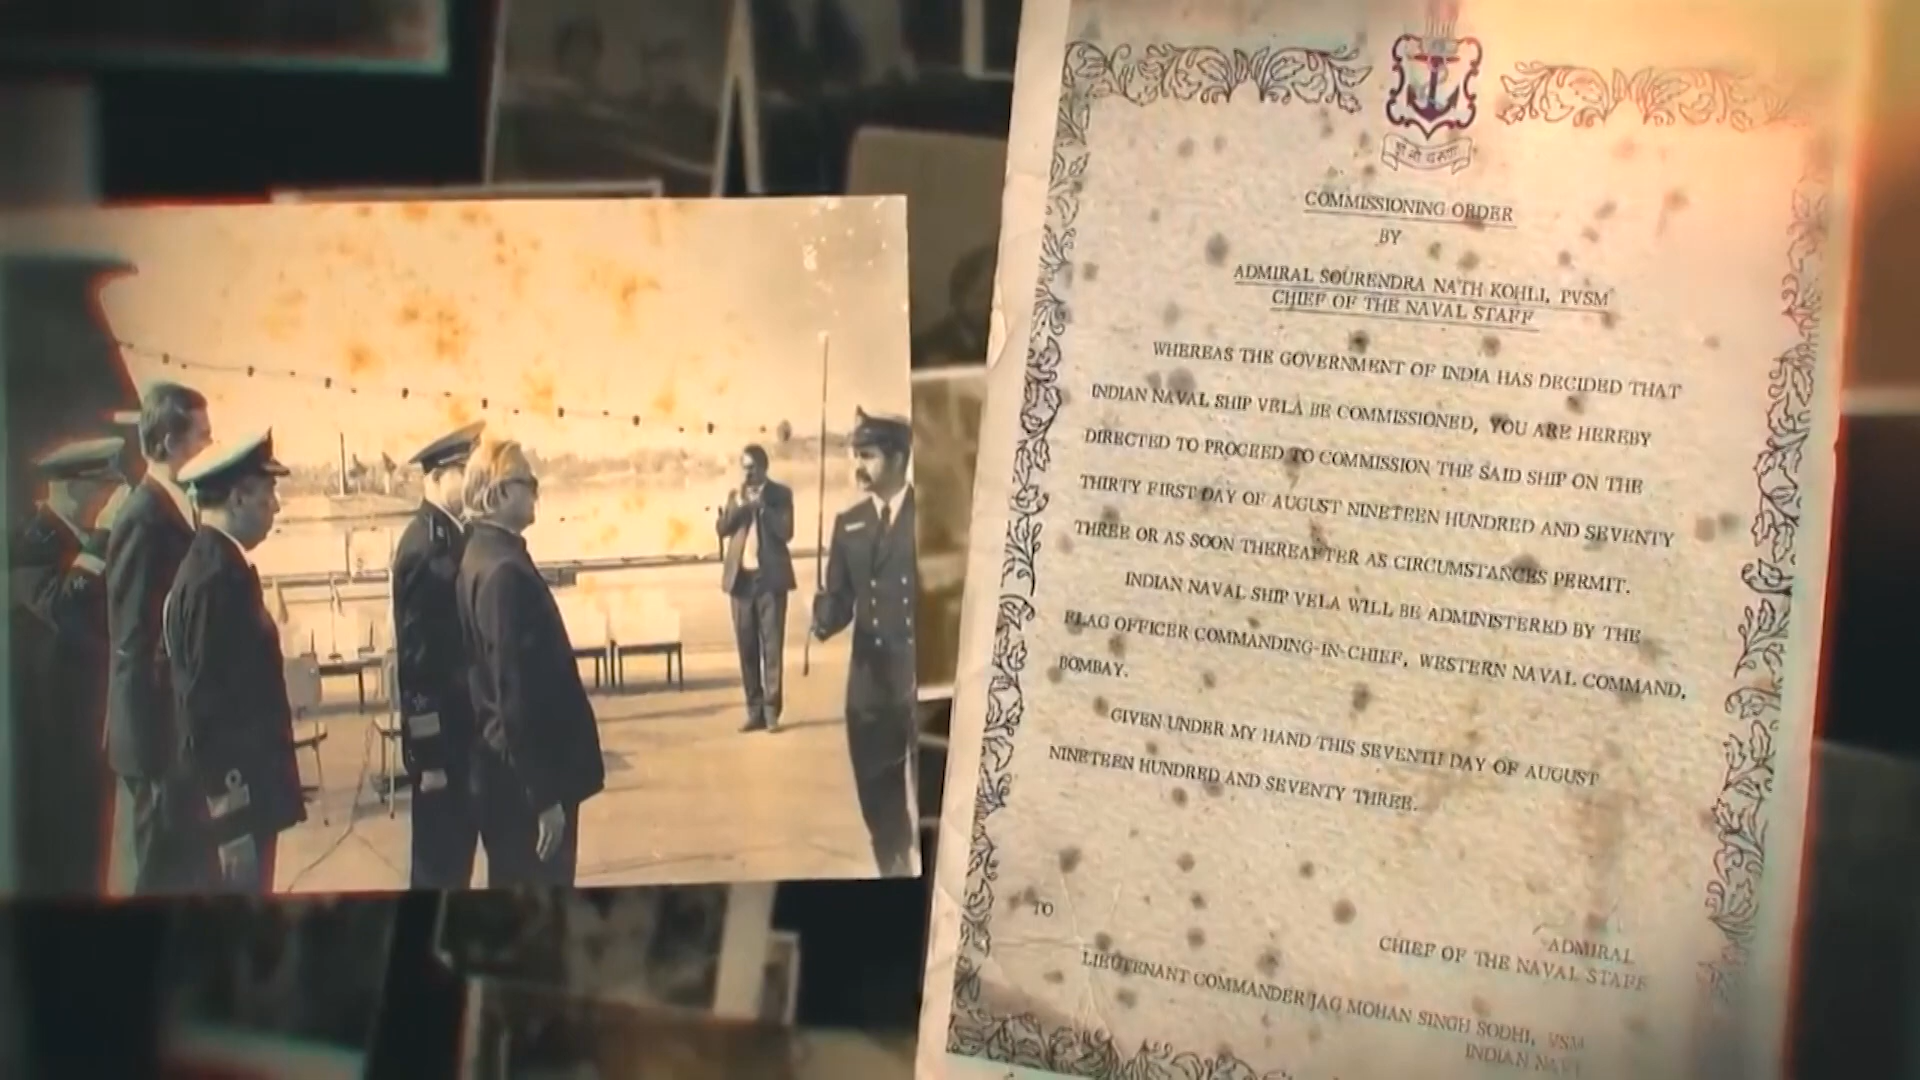 COMMISSIONING ORDER
BY
ADMIRAL SOURENDRA NATH KOHLI, PVSM
CHIEF OF THE NAVAL STAFF
WHEREAS THE GOVERNMENT OF INDIA HAS DECIDED THAT
INDIAN NAVAL SHIP VELA BE COMMISSIONED, YOU ARE HEREBY
DIRECTED TO PROCEED TO COMMISSION THE SAID SHIP ON THE
THIRTY FIRST DAY OF AUGUST NINETEEN HUNDRED AND SEVENTY
THREE OR AS SOON THEREAFTER AS CIRCUMSTANCES PERMIT.
INDIAN NAVAL SHIP VELA WILL BE ADMINISTERED BY THE
FLAG OFFICER COMMANDING-IN-CHIEF, WESTERN NAVAL COMMAND,
BOMBAY.
GIVEN UNDER MY HAND THIS SEVENTH DAY OF AUGUST
NINETEEN HUNDRED AND SEVENTY THREE.
ADMIRAL
CHIEF OF THE NAVAL STAFF
TO
LIEUTENANT COMMANDER JAG MOHAN SINGH SODHI, VSM
INDIAN NAVY